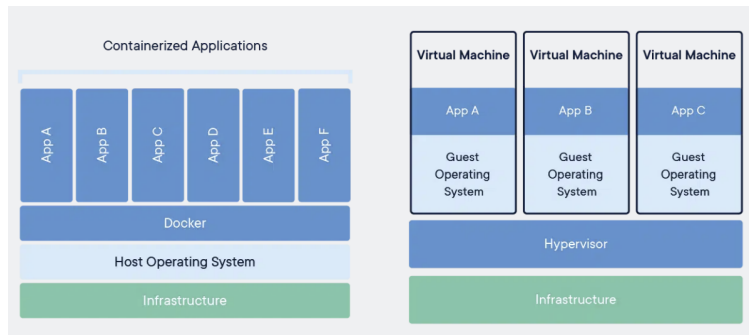 Containerized Applications
App A
App B
App C
App D
App E
App F
Docker
Host Operating System
Infrastructure
Virtual Machine
App A
Guest
Operating
System
Virtual Machine
App B
Guest
Operating
System
Virtual Machine
App C
Guest
Operating
System
Hypervisor
Infrastructure